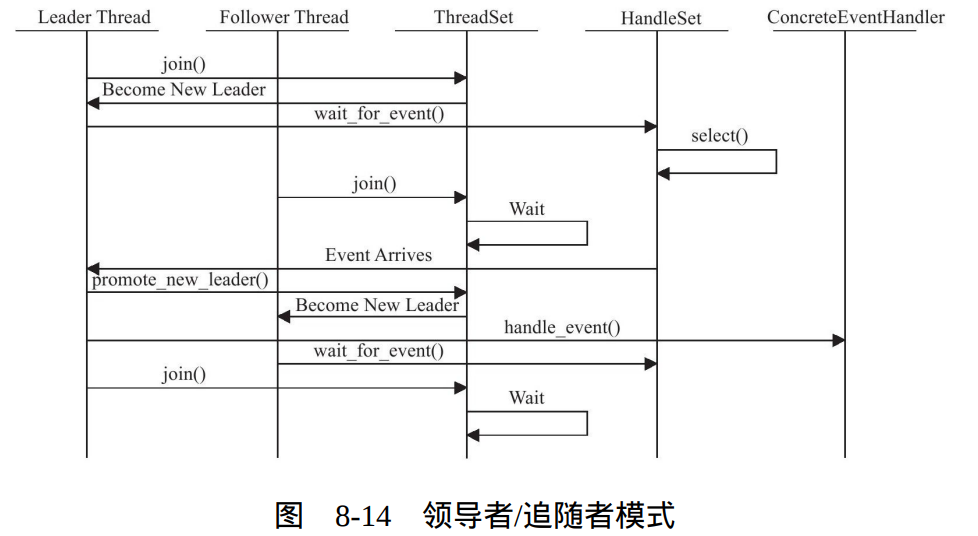 Leader Thread Follower Thread ThreadSet HandleSet ConcreteEventHandler
join()
Become New Leader
wait_for_event()
select()
join()
Wait
Event Arrives
promote_new_leader()
Become New Leader
handle_event()
wait_for_event()
join()
Wait
图 8-14 领导者/追随者模式